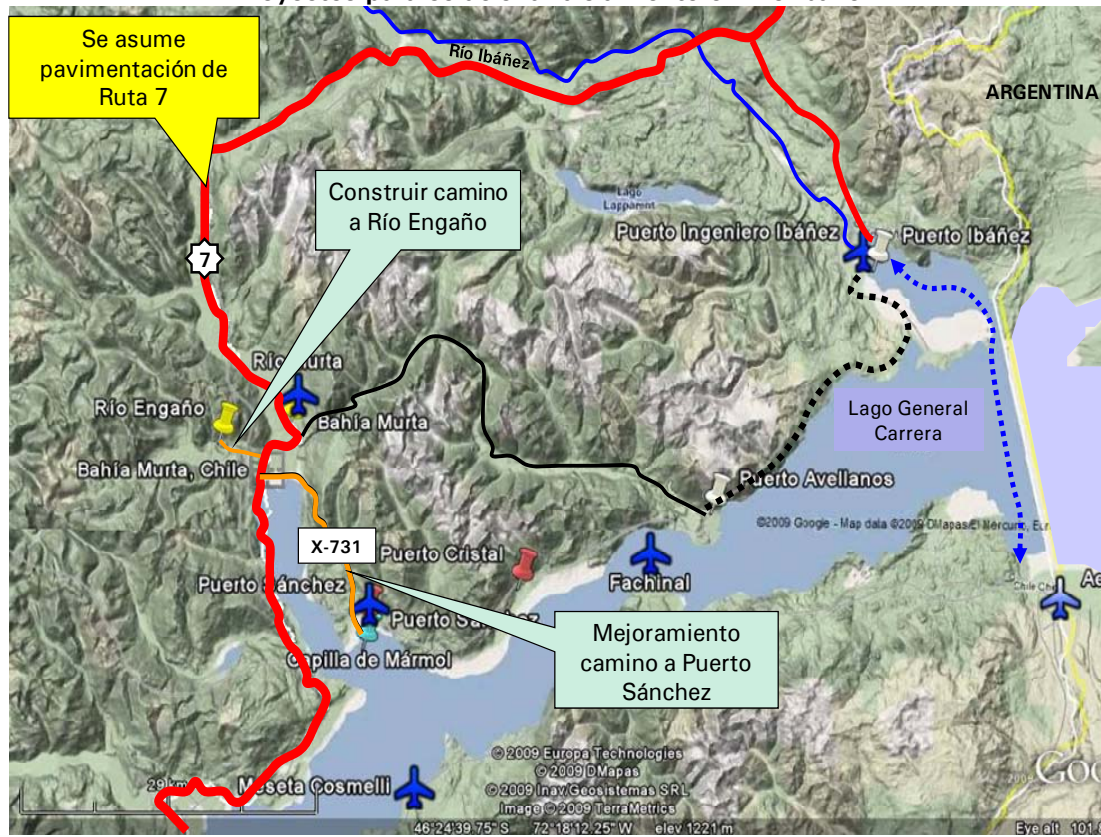 Río Ibáñez
Se asume
pavimentación de
Ruta 7
ARGENTINA
Construir camino
a Río Engaño
Lago
Lapparent
Puerto Ingeniero Ibáñez
Puerto Ibáñez
7
Río Murta
Río Engaño
Bahía Murta
Lago General
Carrera
Bahía Murta, Chile
Puerto Avellanos
©2009 Google - Map data ©2009 DMapas/El Mercurio, Eur
X-731
Puerto Cristal
Fachinal
Puerto Sánchez
Chile Ch
Puerto
Capilla de Mármol
Mejoramiento
camino a Puerto
Sánchez
© 2009 Europa Technologies
© 2009 DMapas
© 2009 Inav/Geosistemas SRL
Image © 2009 TerraMetrics
29 km
Meseta Cosmelli
46°24'39.75" S 72°18'12.25" W elev 1221 m
Eye alt 101.